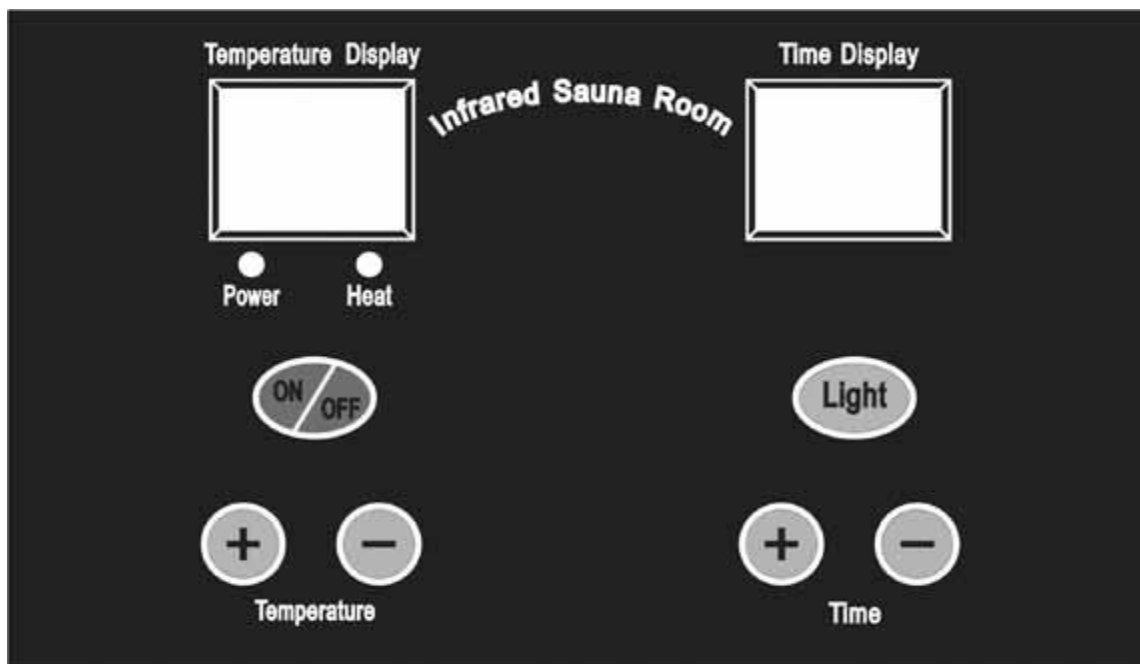 Temperature Display
Infrared Sauna Room
Time Display
Power
Heat
ON
OFF
Light
+
−
+
−
Temperature
Time